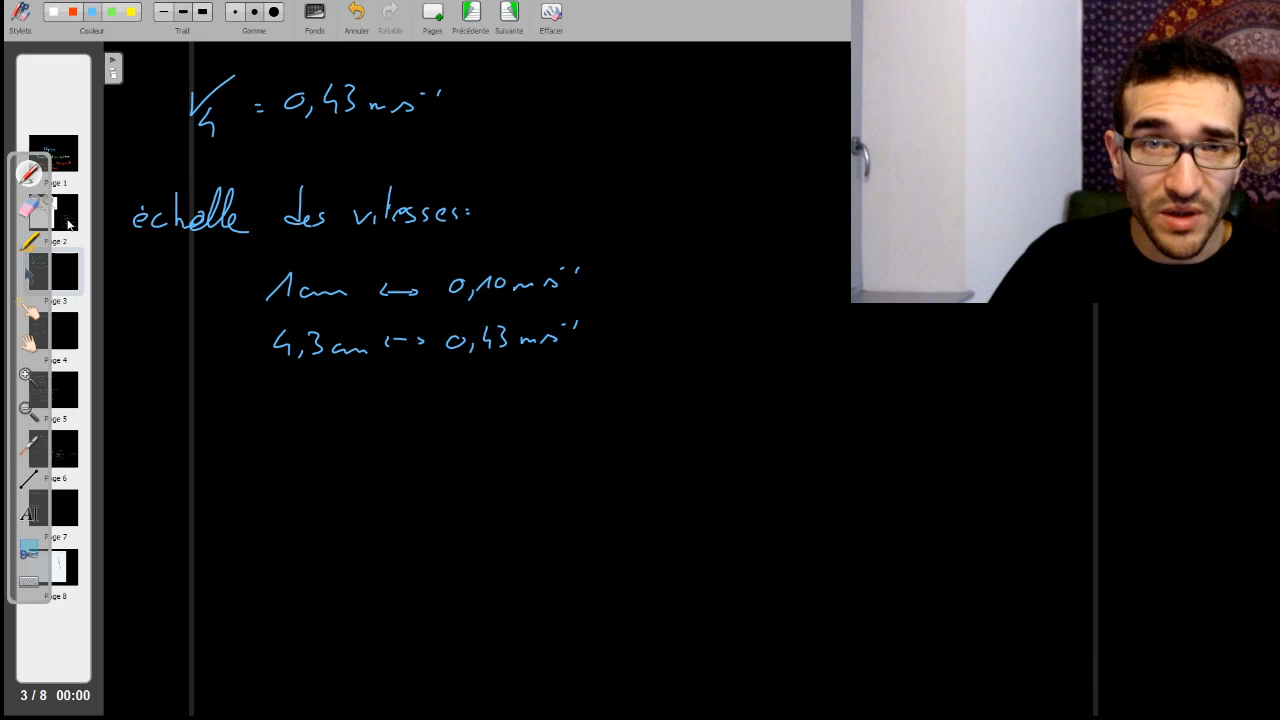 Stylets Couleur Trait Gomme Fonds Annuler Rétablir Pages Précédente Suivante Effacer
V₄ = 0,43 m s⁻¹
échelle des vitesses:
1 cm ↔ 0,10 m s⁻¹
4,3 cm ↔ 0,43 m s⁻¹
Page 1
Page 2
Page 3
Page 4
Page 5
Page 6
Page 7
Page 8
3 / 8 00:00